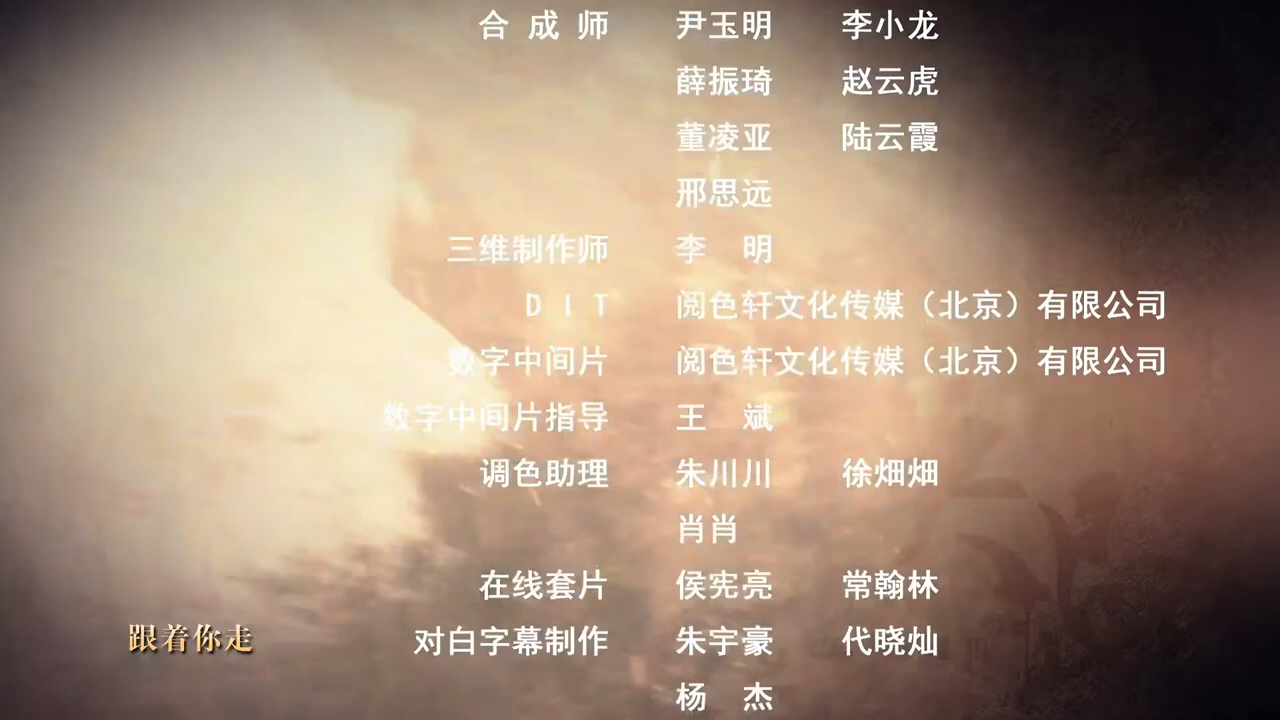 合 成 师 尹玉明 李小龙
薛振琦 赵云虎
董凌亚 陆云霞
邢思远
三维制作师 李 明
D I T 阅色轩文化传媒（北京）有限公司
数字中间片 阅色轩文化传媒（北京）有限公司
数字中间片指导 王 斌
调色助理 朱川川 徐畑畑
肖肖
在线套片 侯宪亮 常翰林
对白字幕制作 朱宇豪 代晓灿
杨 杰
跟着你走